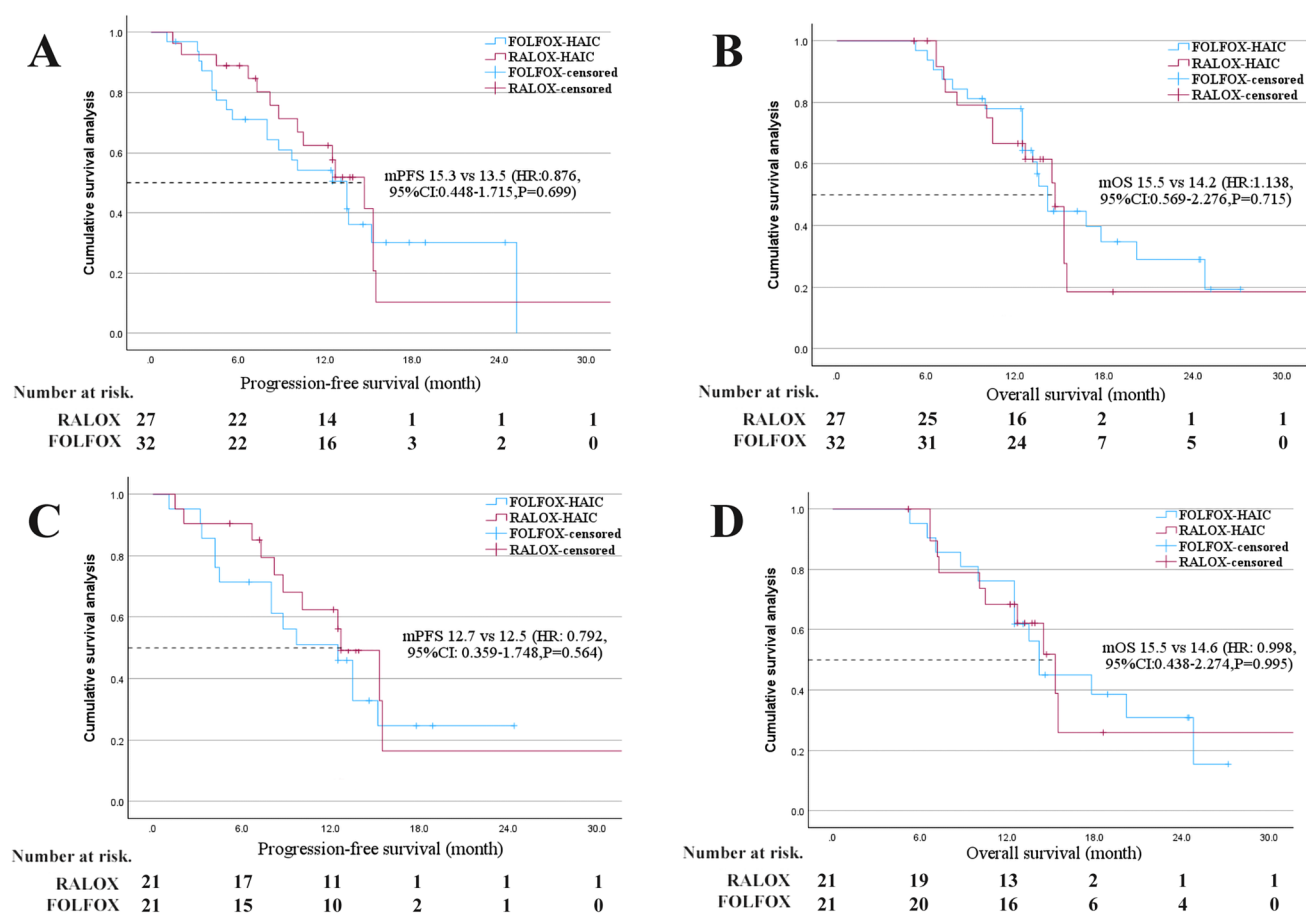 A
Cumulative survival analysis
1.0
0.8
0.6
0.4
0.2
0.0
FOLFOX-HAIC
RALOX-HAIC
FOLFOX-censored
RALOX-censored
mPFS 15.3 vs 13.5 (HR:0.876,
95%CI:0.448-1.715,P=0.699)
.0 6.0 12.0 18.0 24.0 30.0
Progression-free survival (month)
Number at risk.
RALOX 27 22 14 1 1 1
FOLFOX 32 22 16 3 2 0
B
Cumulative survival analysis
1.0
0.8
0.6
0.4
0.2
0.0
FOLFOX-HAIC
RALOX-HAIC
FOLFOX-censored
RALOX-censored
mOS 15.5 vs 14.2 (HR:1.138,
95%CI:0.569-2.276,P=0.715)
.0 6.0 12.0 18.0 24.0 30.0
Overall survival (month)
Number at risk.
RALOX 27 25 16 2 1 1
FOLFOX 32 31 24 7 5 0
C
Cumulative survival analysis
1.0
0.8
0.6
0.4
0.2
0.0
FOLFOX-HAIC
RALOX-HAIC
FOLFOX-censored
RALOX-censored
mPFS 12.7 vs 12.5 (HR: 0.792,
95%CI: 0.359-1.748,P=0.564)
.0 6.0 12.0 18.0 24.0 30.0
Progression-free survival (month)
Number at risk.
RALOX 21 17 11 1 1 1
FOLFOX 21 15 10 2 1 0
D
Cumulative survival analysis
1.0
0.8
0.6
0.4
0.2
0.0
FOLFOX-HAIC
RALOX-HAIC
FOLFOX-censored
RALOX-censored
mOS 15.5 vs 14.6 (HR: 0.998,
95%CI:0.438-2.274,P=0.995)
.0 6.0 12.0 18.0 24.0 30.0
Overall survival (month)
Number at risk.
RALOX 21 19 13 2 1 1
FOLFOX 21 20 16 6 4 0